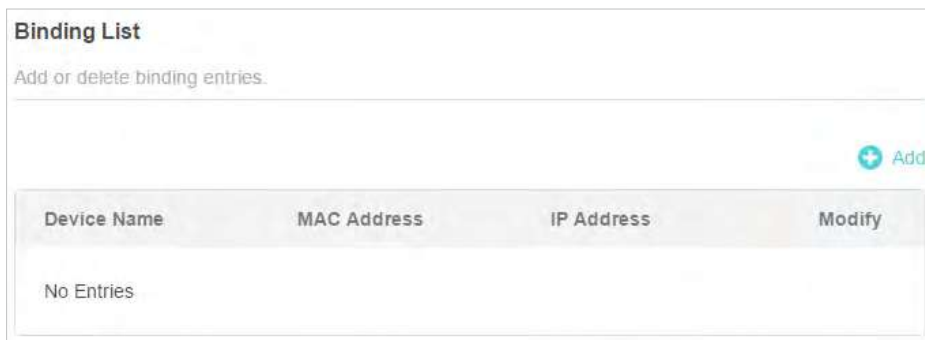 Binding List
Add or delete binding entries.
Add
Device Name MAC Address IP Address Modify
No Entries